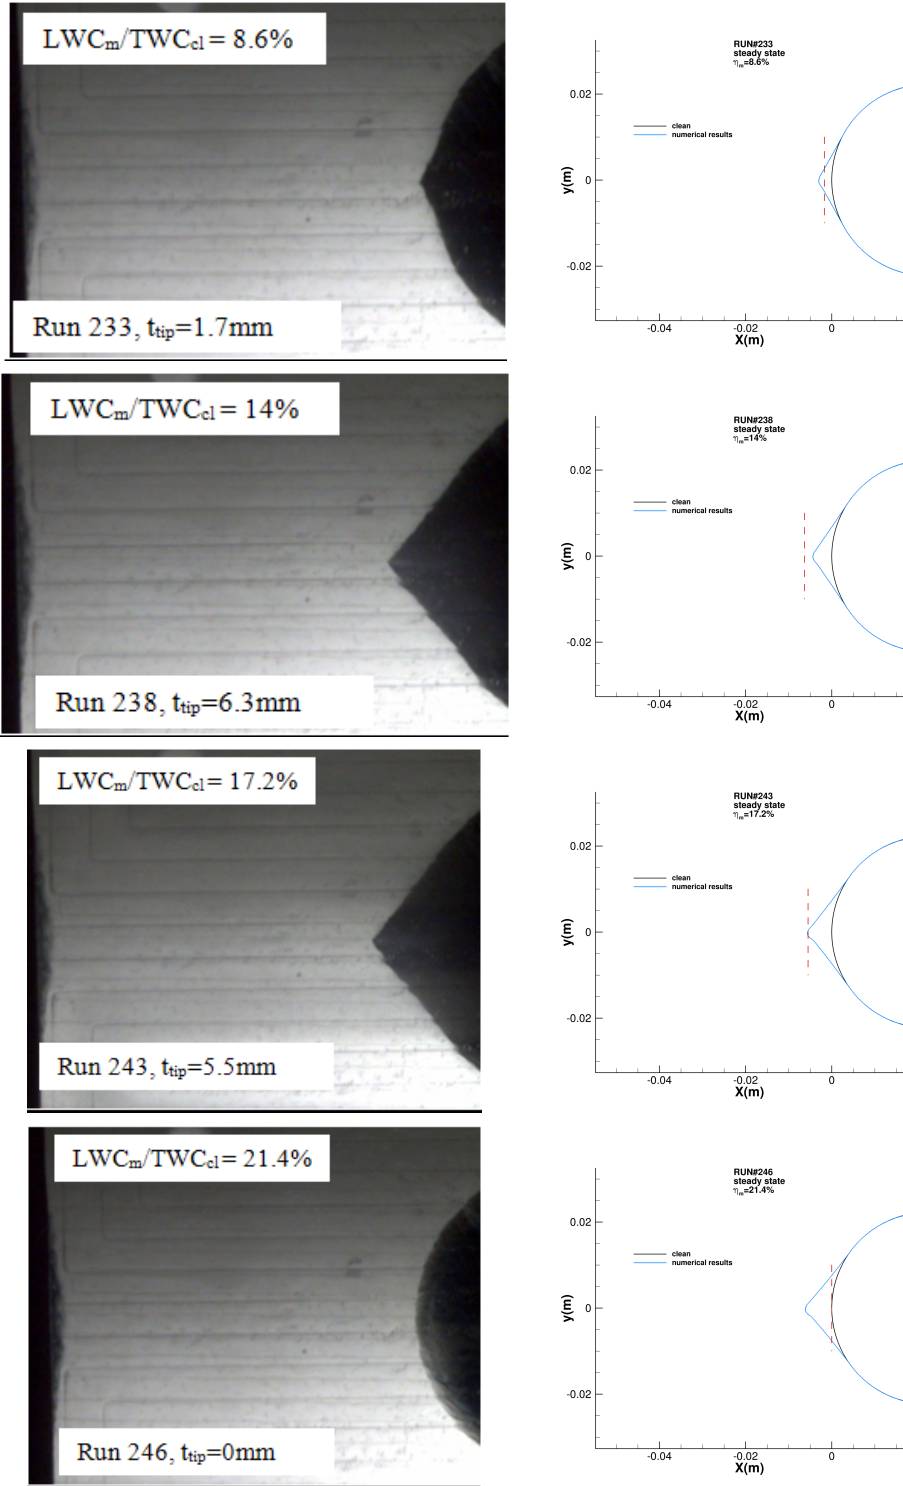 LWCm/TWCcl = 8.6%
Run 233, ttip=1.7mm
RUN#233
steady state
ηm=8.6%
clean
numerical results
y(m)
0.02
0
-0.02
-0.04
-0.02
0
X(m)
LWCm/TWCcl = 14%
Run 238, ttip=6.3mm
RUN#238
steady state
ηm=14%
clean
numerical results
y(m)
0.02
0
-0.02
-0.04
-0.02
0
X(m)
LWCm/TWCcl = 17.2%
Run 243, ttip=5.5mm
RUN#243
steady state
ηm=17.2%
clean
numerical results
y(m)
0.02
0
-0.02
-0.04
-0.02
0
X(m)
LWCm/TWCcl = 21.4%
Run 246, ttip=0mm
RUN#246
steady state
ηm=21.4%
clean
numerical results
y(m)
0.02
0
-0.02
-0.04
-0.02
0
X(m)